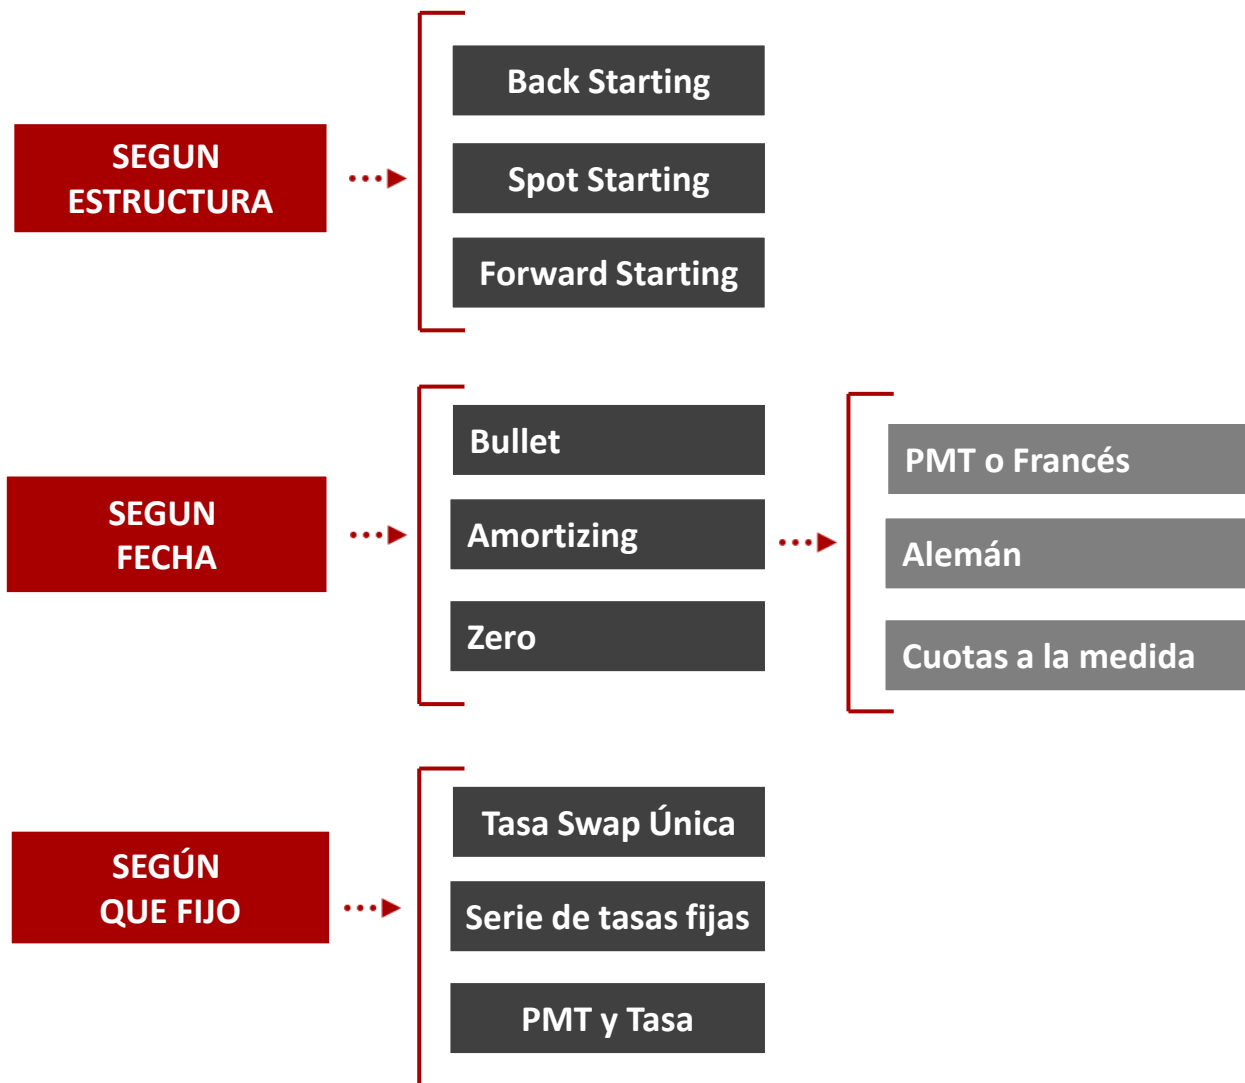 SEGUN
ESTRUCTURA
Back Starting
Spot Starting
Forward Starting
SEGUN
FECHA
Bullet
Amortizing
Zero
PMT o Francés
Alemán
Cuotas a la medida
SEGÚN
QUE FIJO
Tasa Swap Única
Serie de tasas fijas
PMT y Tasa